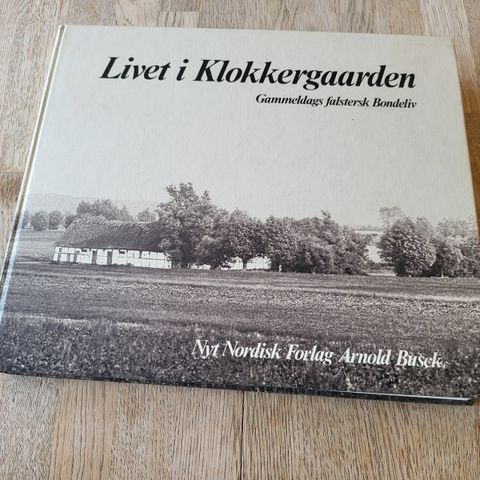 Livet i Klokkergaarden
Gammeldags falstersk Bondeliv
Nyt Nordisk Forlag Arnold Busck